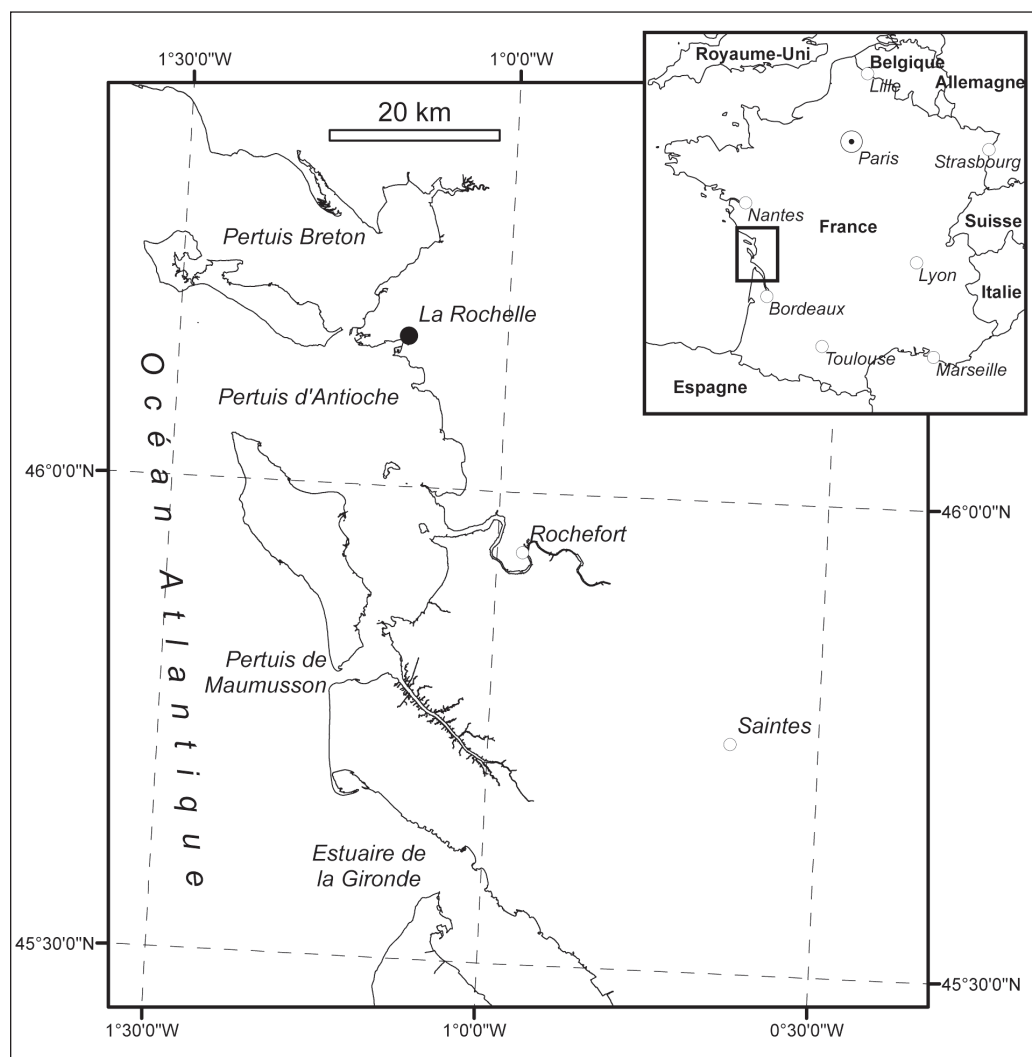 1°30'0"W
1°0'0"W
20 km
Royaume-Uni
Belgique
Lille
Allemagne
Paris
Strasbourg
Nantes
France
Suisse
Lyon
Italie
Bordeaux
Toulouse
Marseille
Espagne
Pertuis Breton
La Rochelle
Pertuis d'Antioche
Océan Atlantique
46°0'0"N
46°0'0"N
Rochefort
Pertuis de
Maumusson
Saintes
Estuaire de
la Gironde
45°30'0"N
45°30'0"N
1°30'0"W
1°0'0"W
0°30'0"W